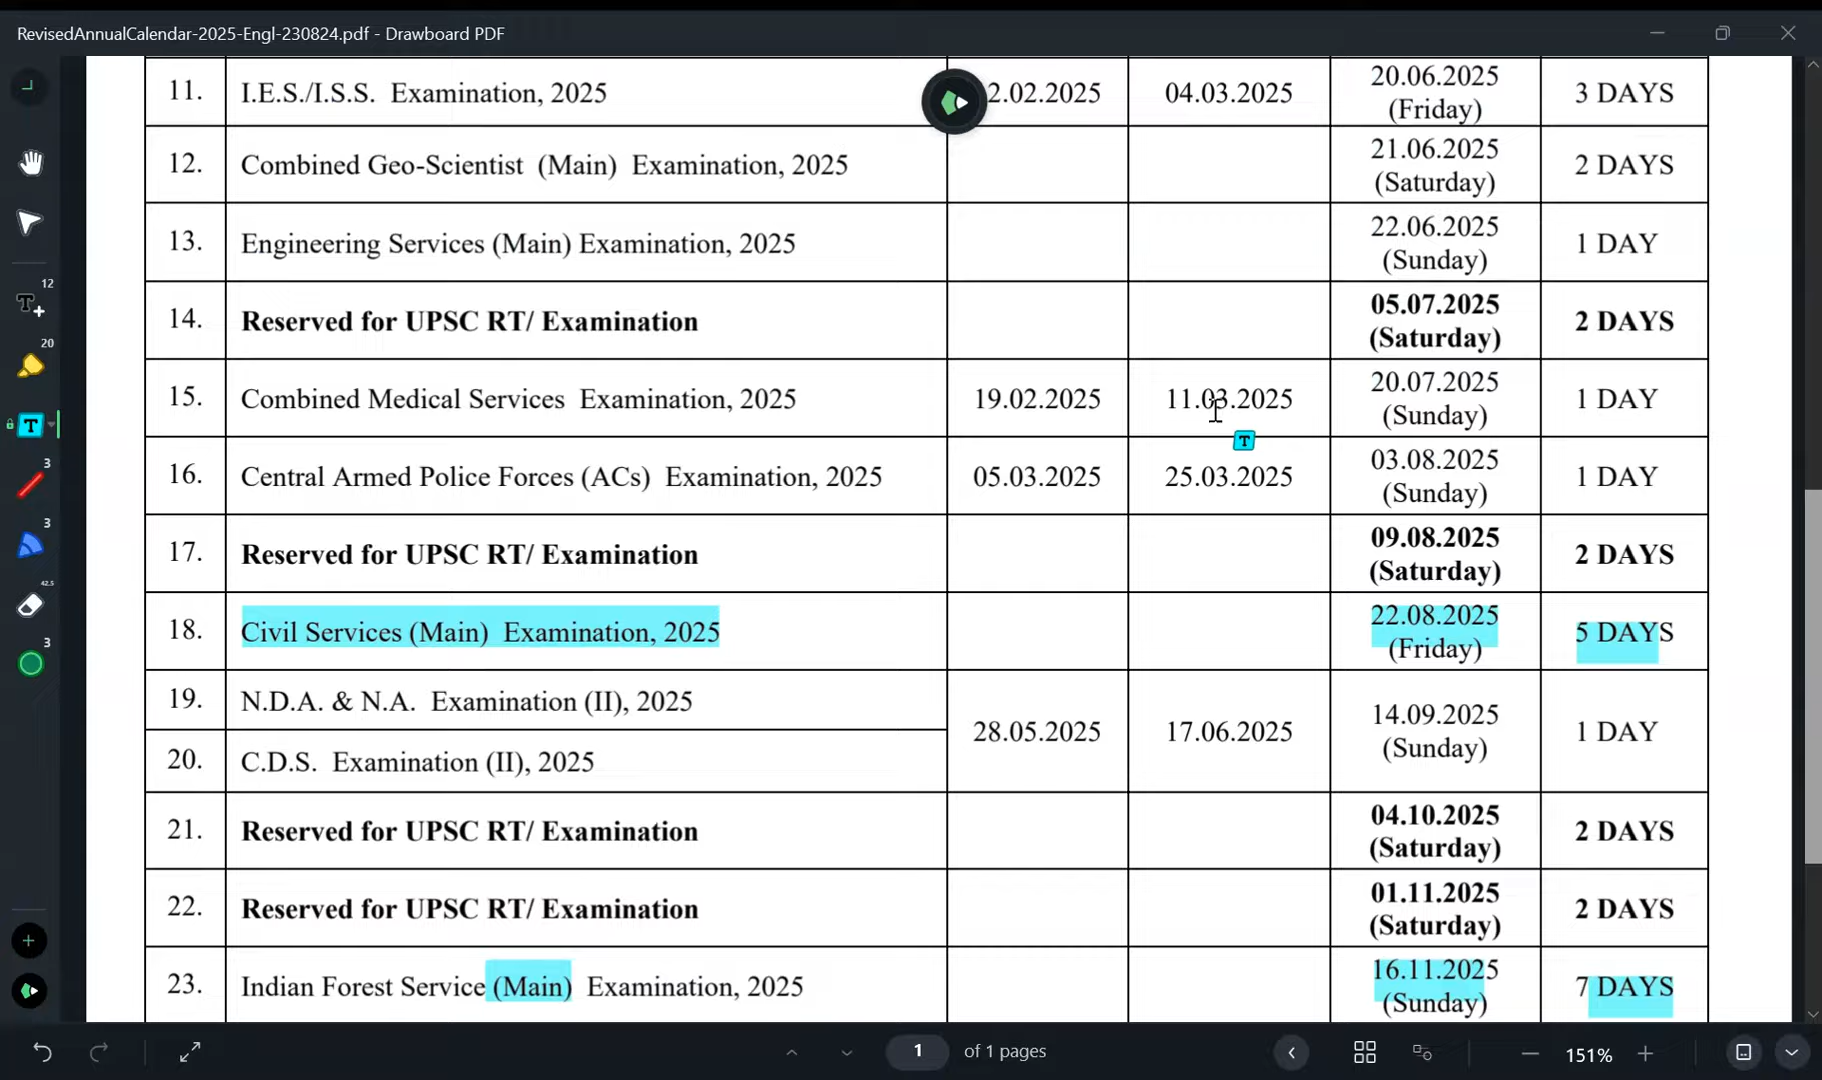 RevisedAnnualCalendar-2025-Engl-230824.pdf - Drawboard PDF
11. I.E.S./I.S.S. Examination, 2025 2.02.2025 04.03.2025 20.06.2025 (Friday) 3 DAYS
12. Combined Geo-Scientist (Main) Examination, 2025 21.06.2025 (Saturday) 2 DAYS
13. Engineering Services (Main) Examination, 2025 22.06.2025 (Sunday) 1 DAY
14. Reserved for UPSC RT/ Examination 05.07.2025 (Saturday) 2 DAYS
15. Combined Medical Services Examination, 2025 19.02.2025 11.03.2025 20.07.2025 (Sunday) 1 DAY
16. Central Armed Police Forces (ACs) Examination, 2025 05.03.2025 25.03.2025 03.08.2025 (Sunday) 1 DAY
17. Reserved for UPSC RT/ Examination 09.08.2025 (Saturday) 2 DAYS
18. Civil Services (Main) Examination, 2025 22.08.2025 (Friday) 5 DAYS
19. N.D.A. & N.A. Examination (II), 2025 28.05.2025 17.06.2025 14.09.2025 (Sunday) 1 DAY
20. C.D.S. Examination (II), 2025
21. Reserved for UPSC RT/ Examination 04.10.2025 (Saturday) 2 DAYS
22. Reserved for UPSC RT/ Examination 01.11.2025 (Saturday) 2 DAYS
23. Indian Forest Service (Main) Examination, 2025 16.11.2025 (Sunday) 7 DAYS
12
20
T
T
3
3
42.5
3
1 of 1 pages
151%